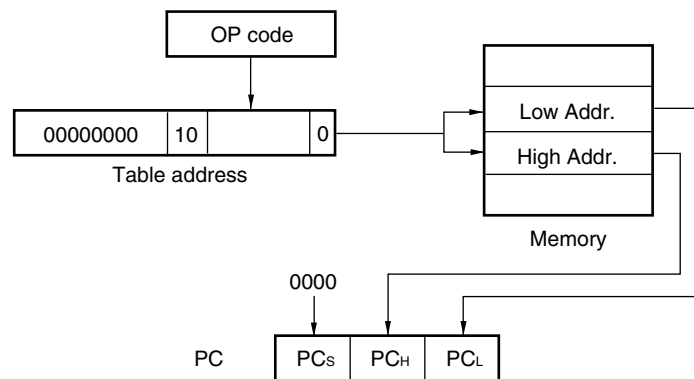 OP code
00000000 10 0
Table address
Low Addr.
High Addr.
Memory
0000
PC PCS PCH PCL